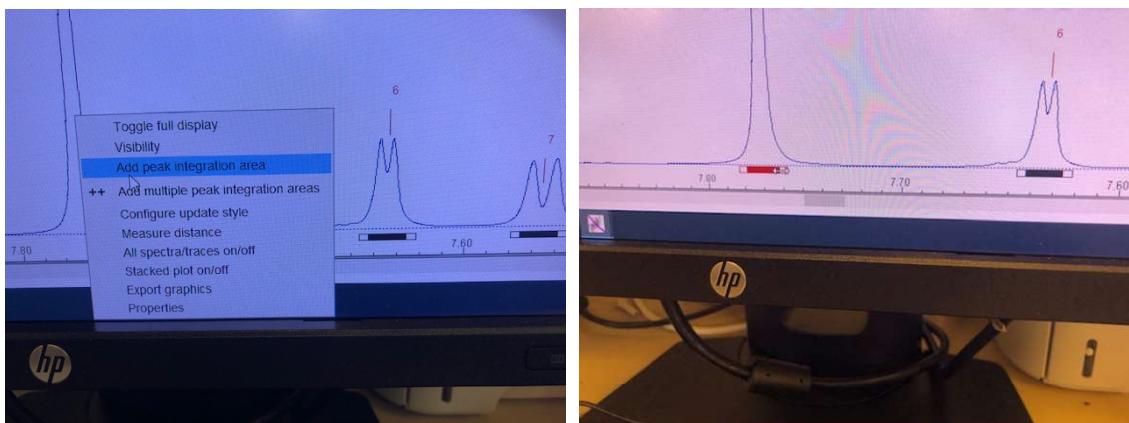 6
7
Toggle full display
Visibility
Add peak integration area
++ Add multiple peak integration areas
Configure update style
Measure distance
All spectra/traces on/off
Stacked plot on/off
Export graphics
Properties
7.80
7.60
hp
6
7.70
7.60
hp